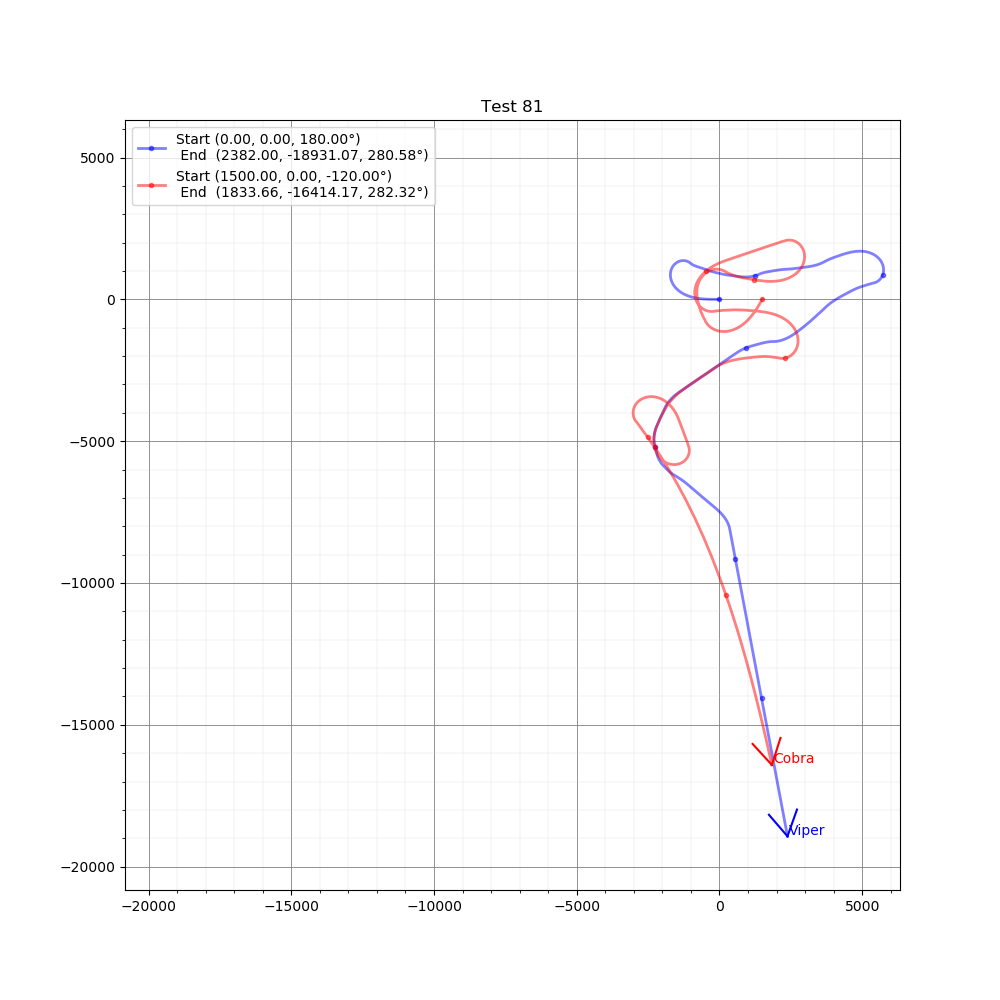 Test 81
Start (0.00, 0.00, 180.00°)
End (2382.00, -18931.07, 280.58°)
Start (1500.00, 0.00, -120.00°)
End (1833.66, -16414.17, 282.32°)
5000
0
−5000
−10000
−15000
−20000
Cobra
Viper
−20000 −15000 −10000 −5000 0 5000